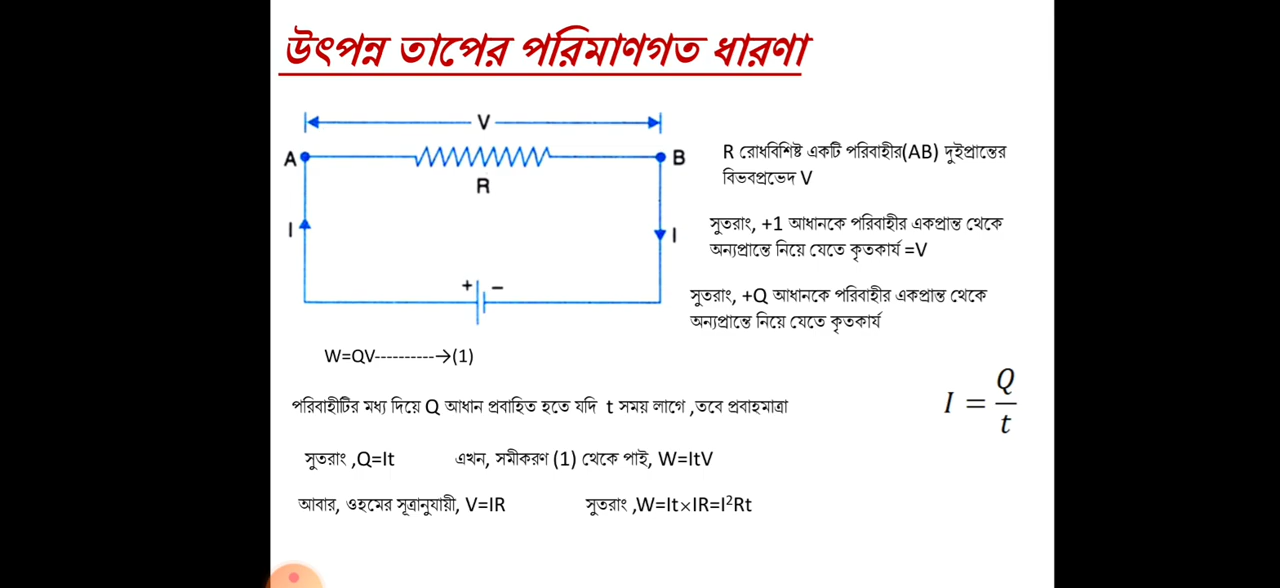 উৎপন্ন তাপের পরিমাণগত ধারণা
V
A
B
R
I
I
+
−
R রোধবিশিষ্ট একটি পরিবাহীর(AB) দুইপ্রান্তের
বিভবপ্রভেদ V
সুতরাং, +1 আধানকে পরিবাহীর একপ্রান্ত থেকে
অন্যপ্রান্তে নিয়ে যেতে কৃতকার্য =V
সুতরাং, +Q আধানকে পরিবাহীর একপ্রান্ত থেকে
অন্যপ্রান্তে নিয়ে যেতে কৃতকার্য
W=QV----------→(1)
পরিবাহীটির মধ্য দিয়ে Q আধান প্রবাহিত হতে যদি t সময় লাগে ,তবে প্রবাহমাত্রা
I = Q/t
সুতরাং ,Q=It এখন, সমীকরণ (1) থেকে পাই, W=ItV
আবার, ওহমের সূত্রানুযায়ী, V=IR সুতরাং ,W=It×IR=I²Rt